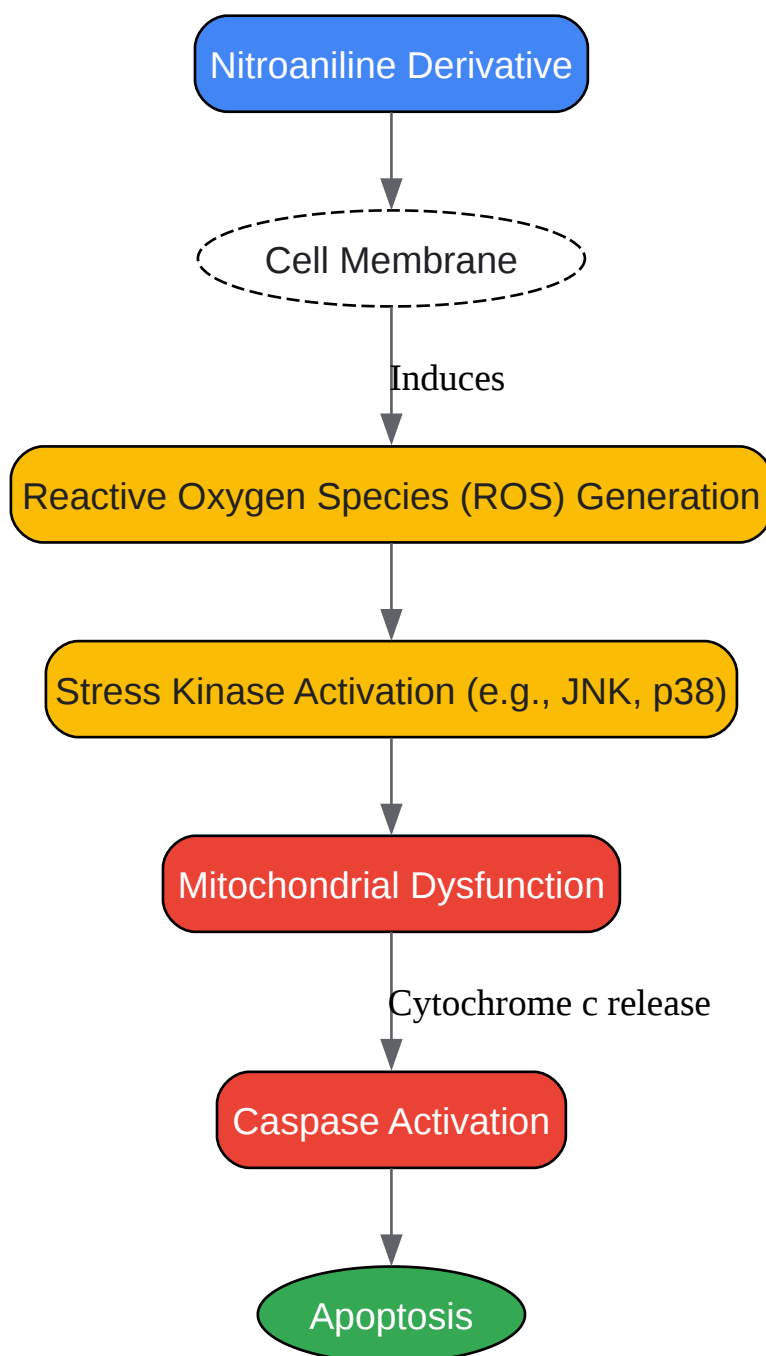 Nitroaniline Derivative
Cell Membrane
Induces
Reactive Oxygen Species (ROS) Generation
Stress Kinase Activation (e.g., JNK, p38)
Mitochondrial Dysfunction
Cytochrome c release
Caspase Activation
Apoptosis